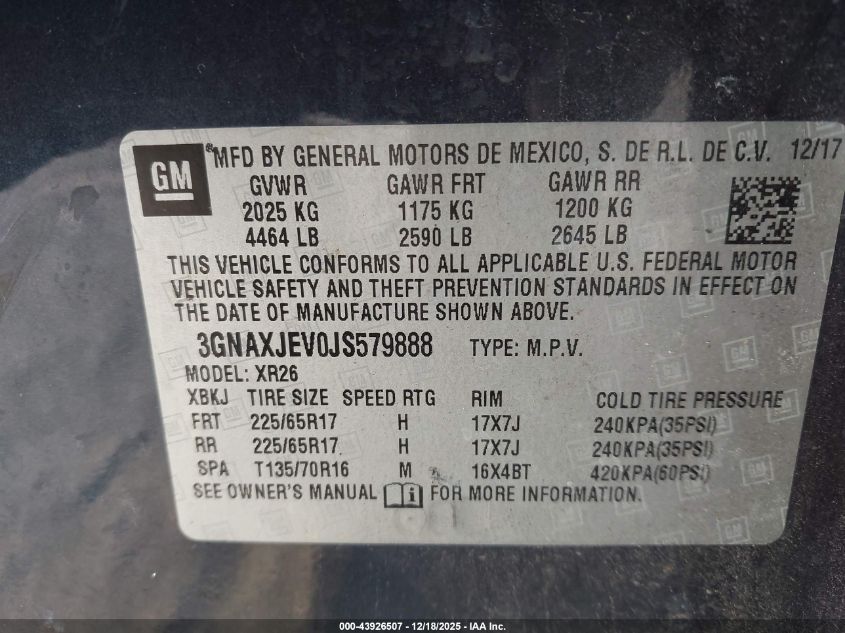 GM ®MFD BY GENERAL MOTORS DE MEXICO, S. DE R.L. DE C.V. 12/17
GVWR GAWR FRT GAWR RR
2025 KG 1175 KG 1200 KG
4464 LB 2590 LB 2645 LB
THIS VEHICLE CONFORMS TO ALL APPLICABLE U.S. FEDERAL MOTOR
VEHICLE SAFETY AND THEFT PREVENTION STANDARDS IN EFFECT ON
THE DATE OF MANUFACTURE SHOWN ABOVE.
3GNAXJEV0JS579888 TYPE: M.P.V.
MODEL: XR26
XBKJ TIRE SIZE SPEED RTG RIM COLD TIRE PRESSURE
FRT 225/65R17 H 17X7J 240KPA(35PSI)
RR 225/65R17 H 17X7J 240KPA(35PSI)
SPA T135/70R16 M 16X4BT 420KPA(60PSI)
SEE OWNER'S MANUAL FOR MORE INFORMATION.
000-43926507 - 12/18/2025 - IAA Inc.